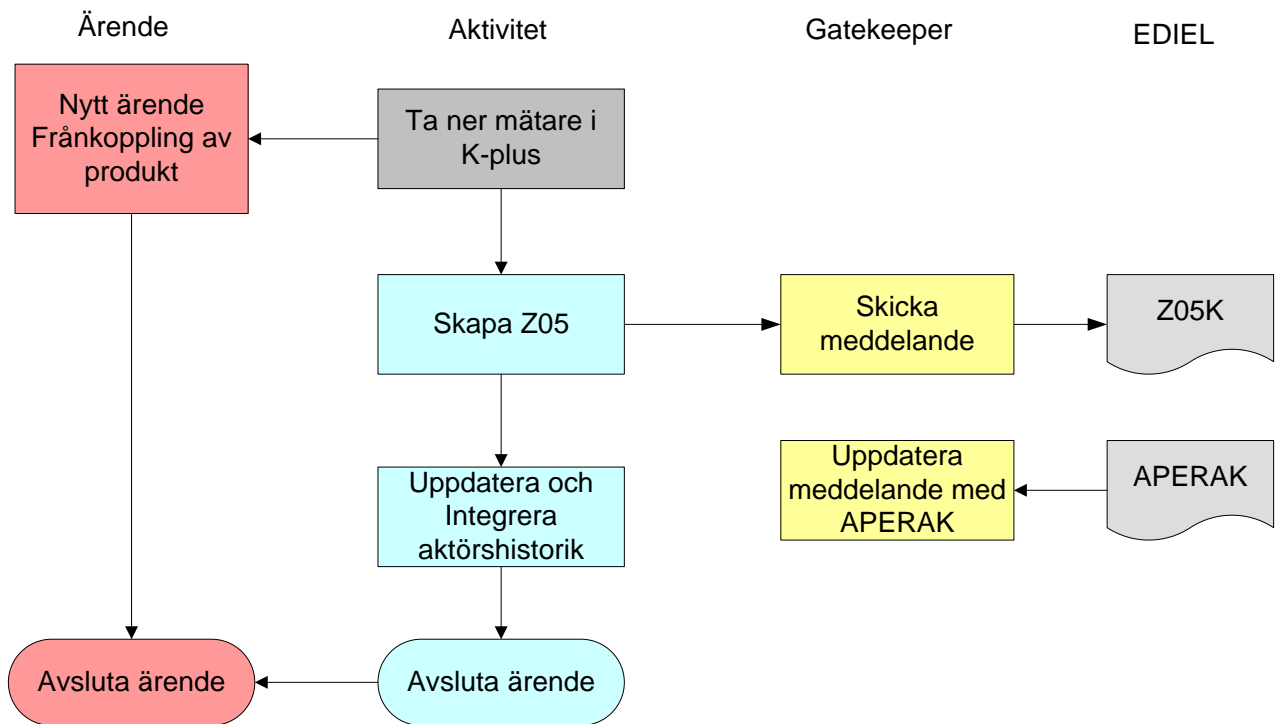 Ärende
Aktivitet
Gatekeeper
EDIEL
Nytt ärende
Frånkoppling av
produkt
Ta ner mätare i
K-plus
Skapa Z05
Skicka
meddelande
Z05K
Uppdatera och
Integrera
aktörshistorik
Uppdatera
meddelande med
APERAK
APERAK
Avsluta ärende
Avsluta ärende